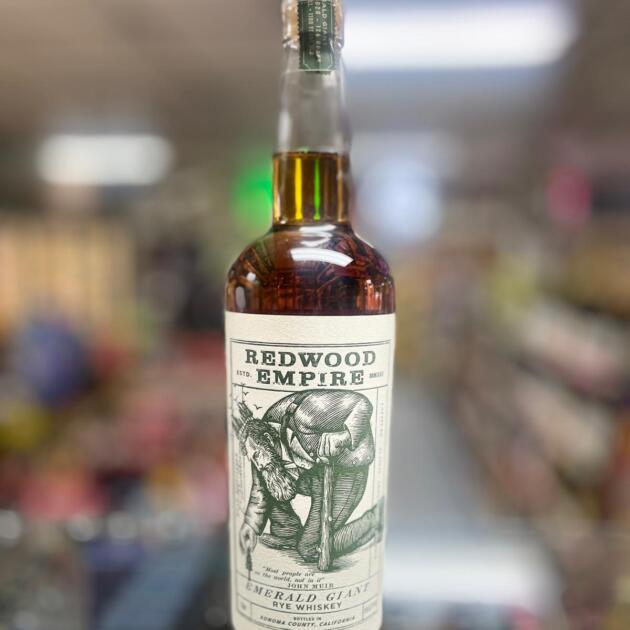 REDWOOD
ESTD.
EMPIRE
"Most people are
on the world, not in it"
JOHN MUIR
EMERALD GIANT
RYE WHISKEY
BOTTLED IN
SONOMA COUNTY, CALIFORNIA